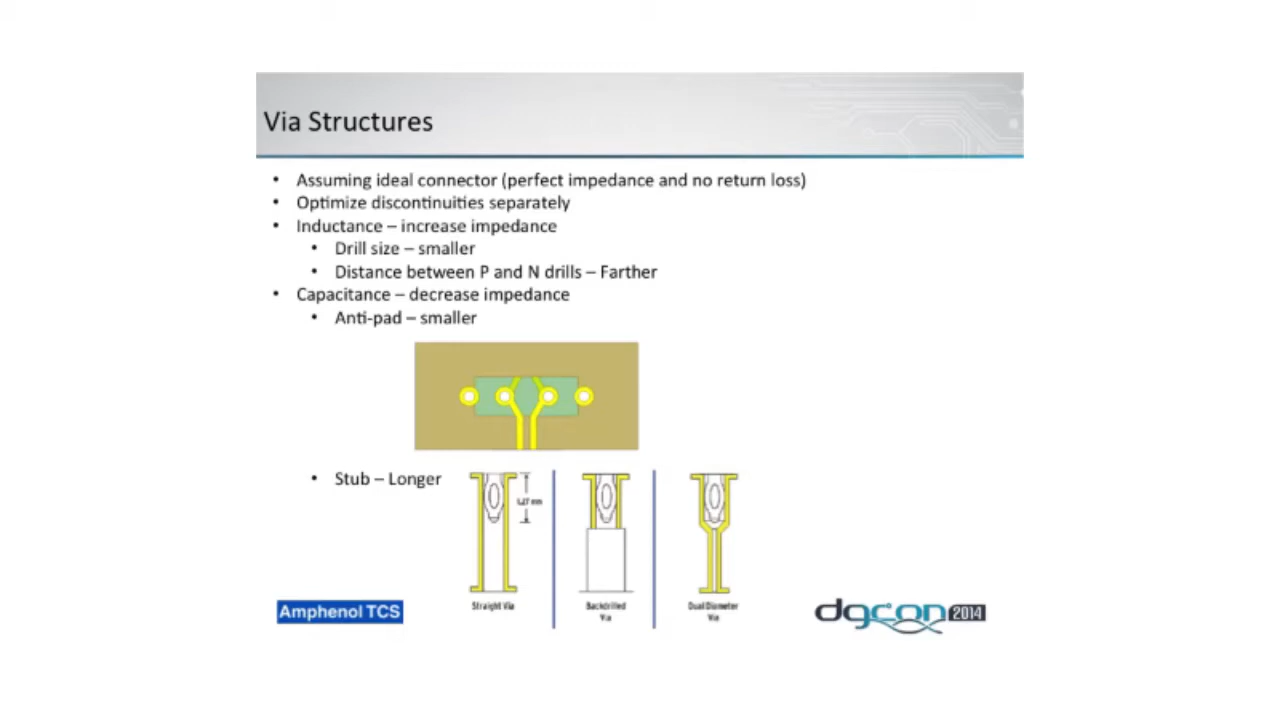 Via Structures
• Assuming ideal connector (perfect impedance and no return loss)
• Optimize discontinuities separately
• Inductance – increase impedance
• Drill size – smaller
• Distance between P and N drills – Farther
• Capacitance – decrease impedance
• Anti-pad – smaller
• Stub – Longer
Straight Via
Backdrilled
Via
Dual Diameter
Via
Amphenol TCS
dgcon 2014